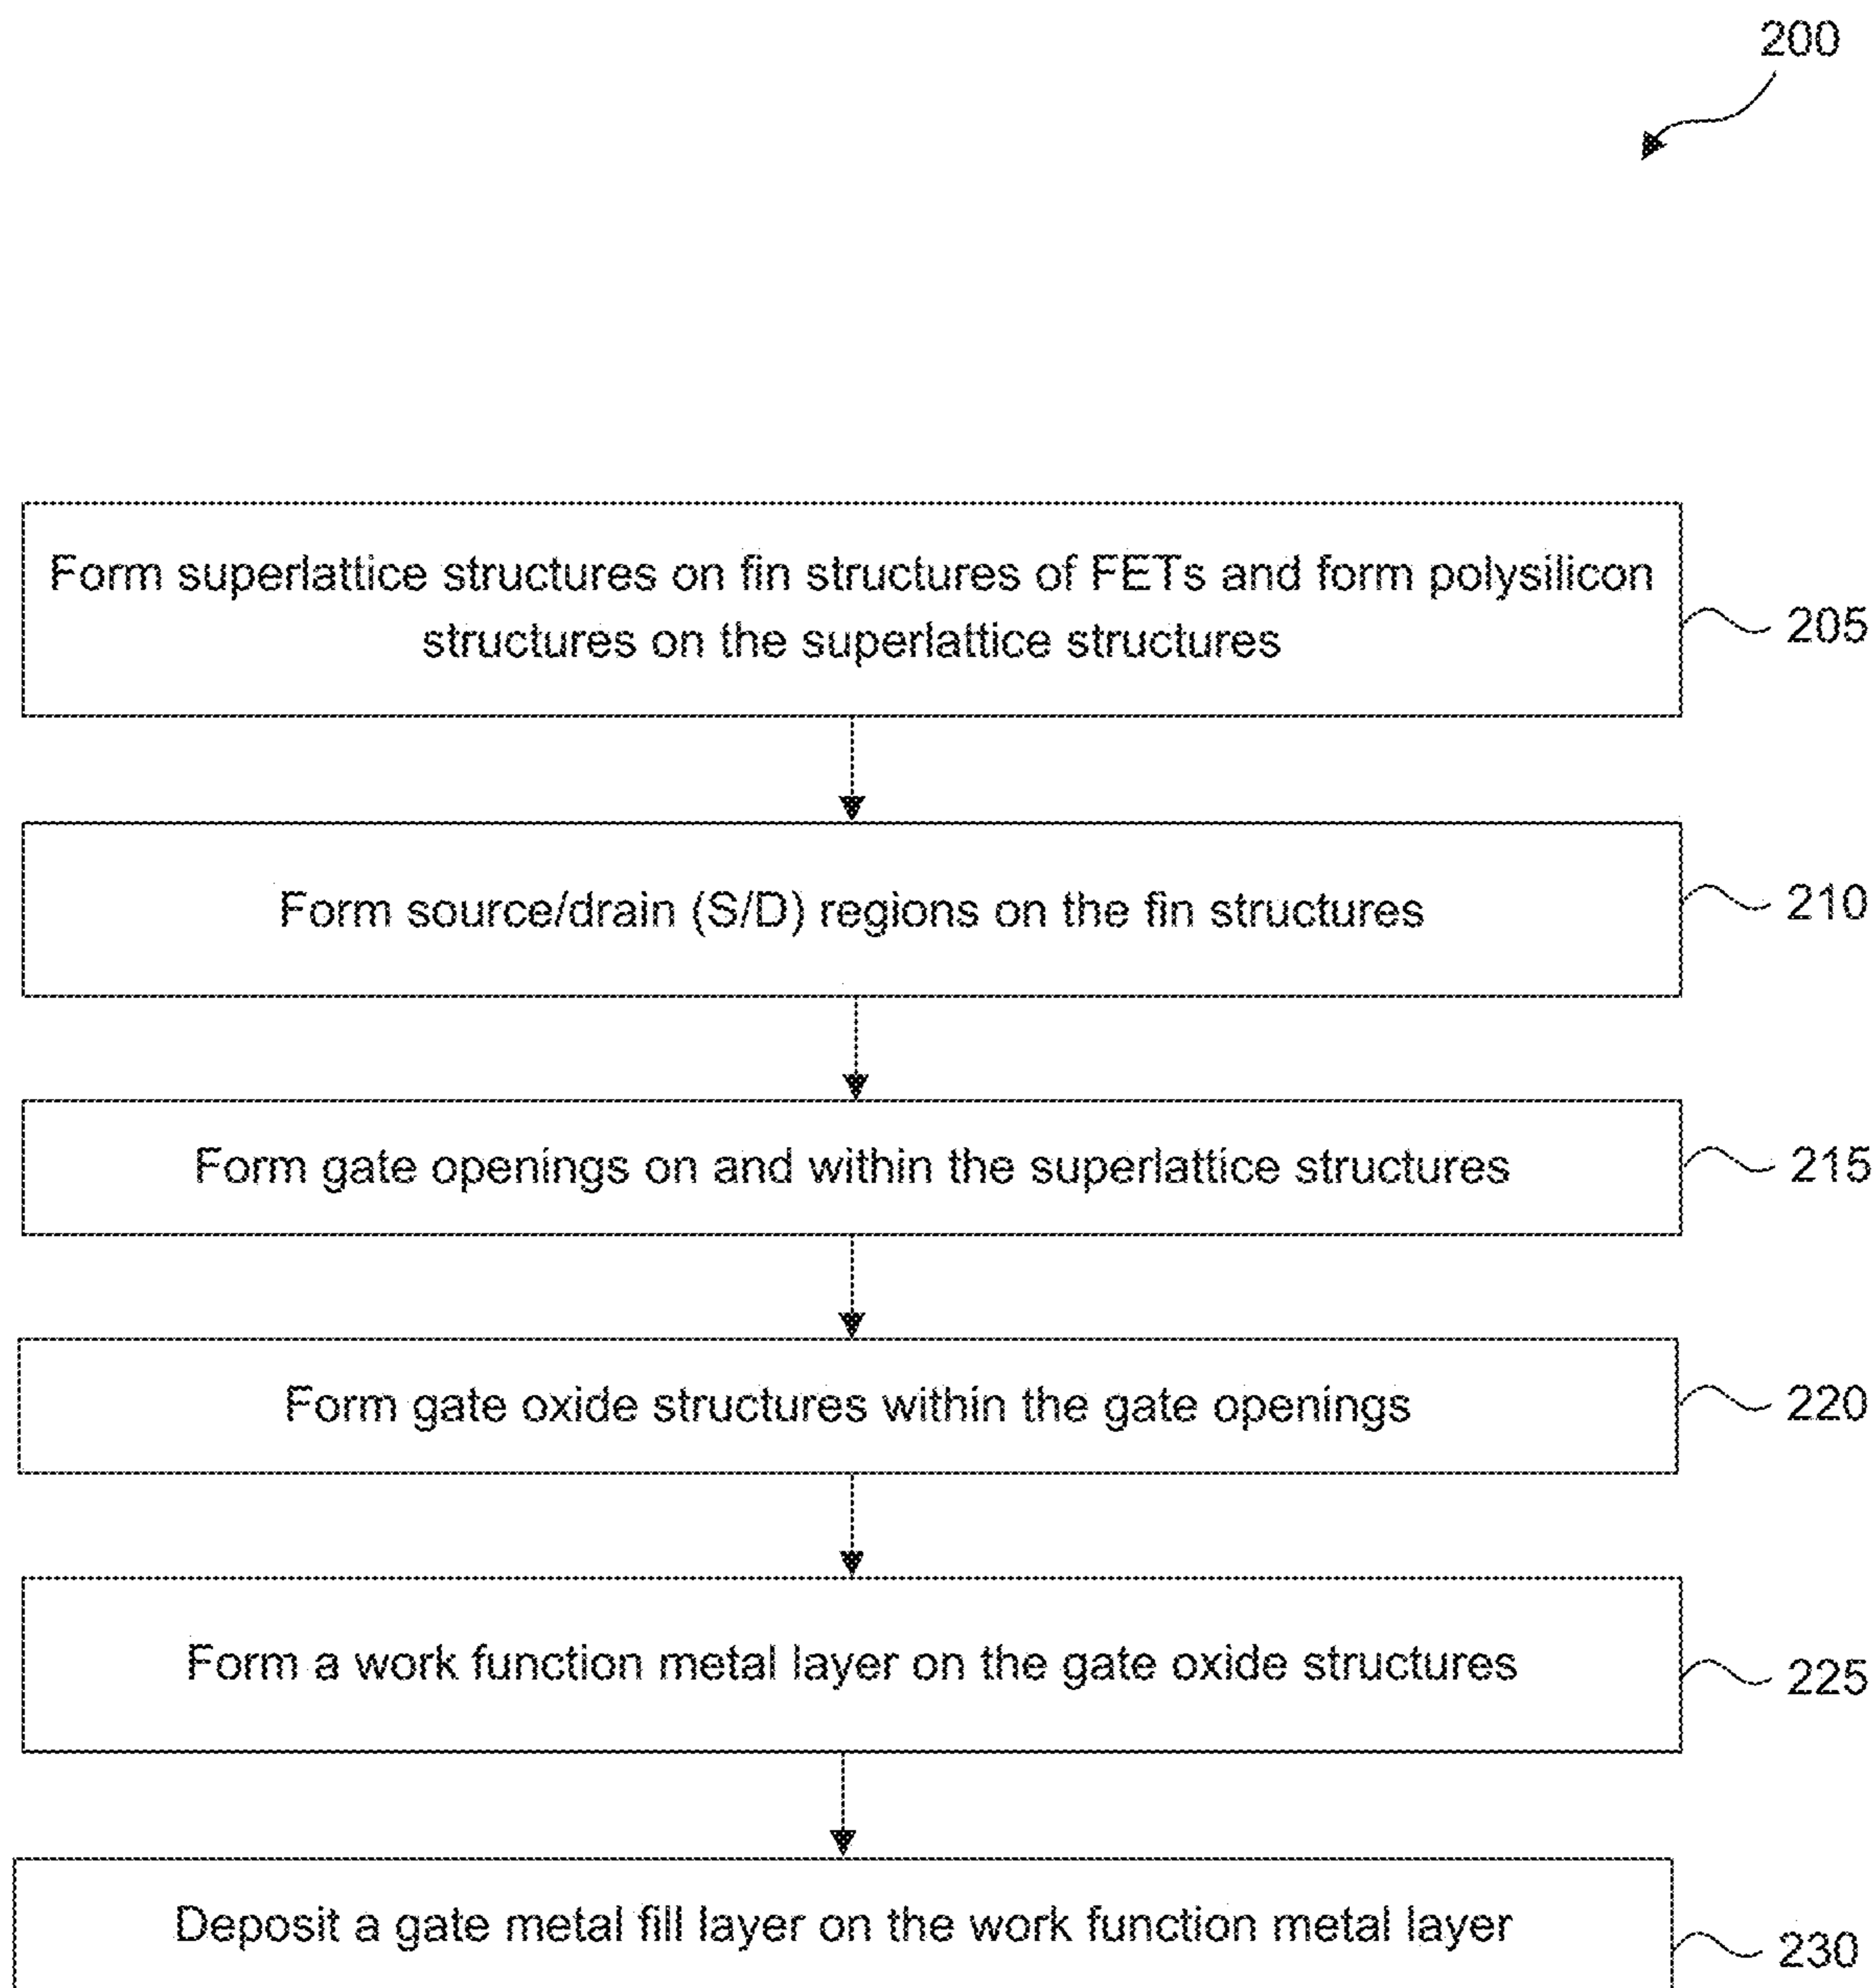 200
Form superlattice structures on fin structures of FETs and form polysilicon
structures on the superlattice structures
205
Form source/drain (S/D) regions on the fin structures
210
Form gate openings on and within the superlattice structures
215
Form gate oxide structures within the gate openings
220
Form a work function metal layer on the gate oxide structures
225
Deposit a gate metal fill layer on the work function metal layer
230